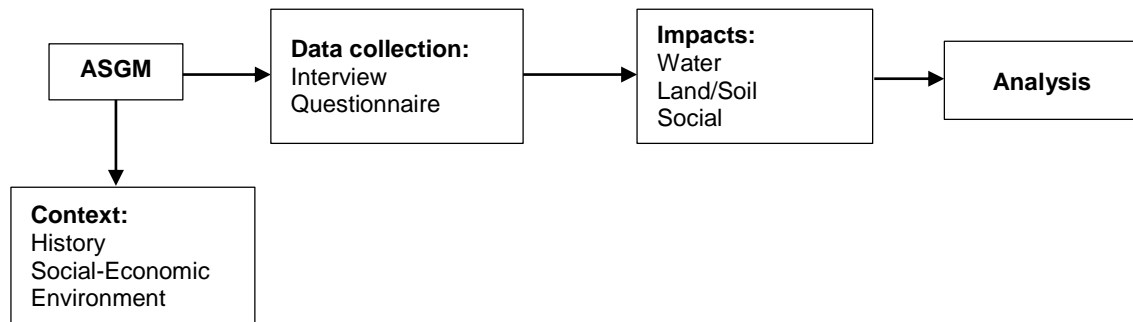 ASGM
Data collection:
Interview
Questionnaire
Impacts:
Water
Land/Soil
Social
Analysis
Context:
History
Social-Economic
Environment